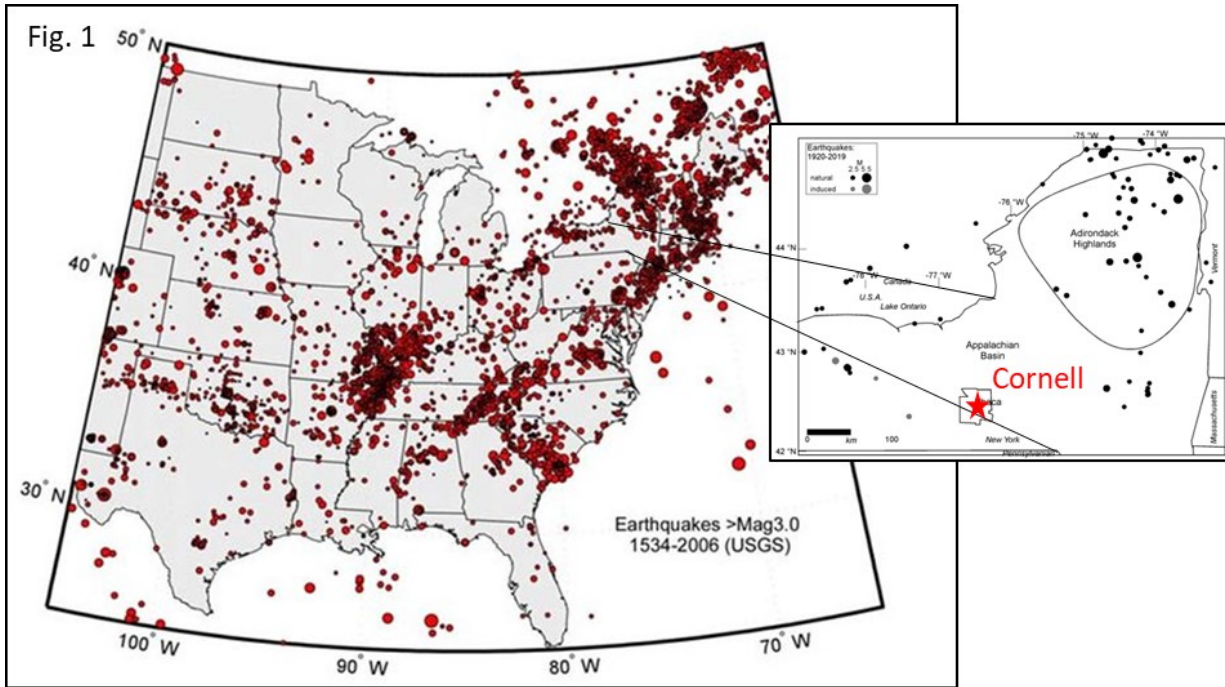 Fig. 1
50° N
40° N
30° N
100° W
90° W
80° W
70° W
Earthquakes >Mag3.0
1534-2006 (USGS)
Earthquakes:
1920-2019
M
2.5 5.5
natural
induced
-75 °W
-74 °W
-76 °W
44 °N
Adirondack
Highlands
Vermont
-78 °W
Canada
-77 °W
U.S.A.
Lake Ontario
43 °N
Appalachian
Basin
Cornell
Massachusetts
km
100
New York
42 °N
Pennsylvanian